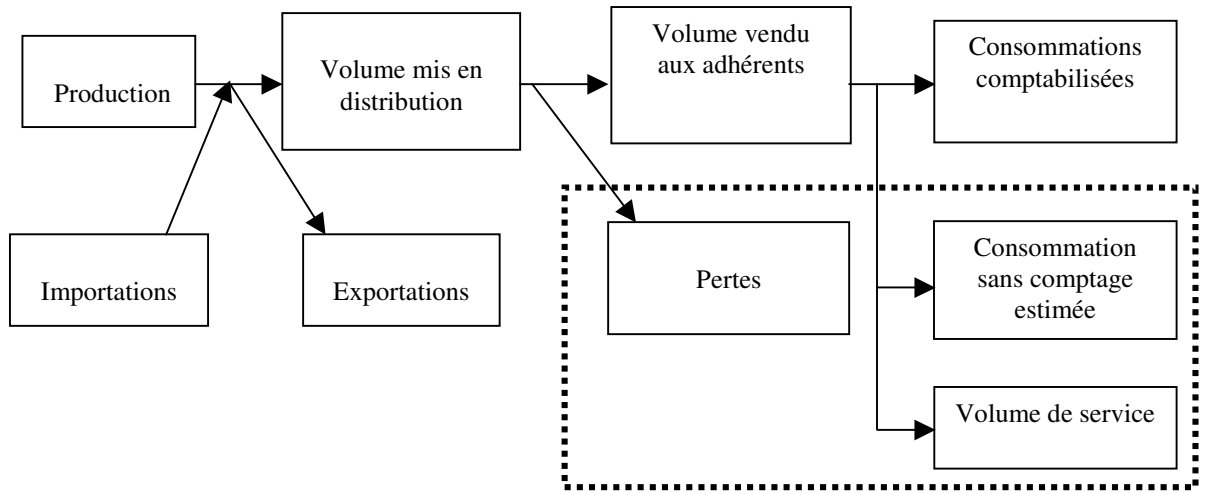 Production
Volume mis en
distribution
Volume vendu
aux adhérents
Consommations
comptabilisées
Importations
Exportations
Pertes
Consommation
sans comptage
estimée
Volume de service